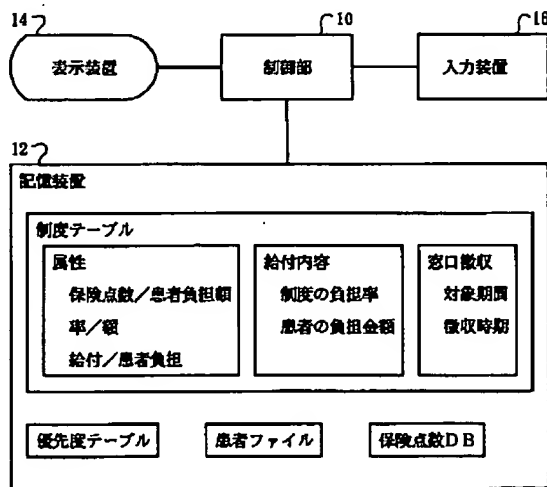 14 10 16
表示装置 制御部 入力装置
12
記憶装置
制度テーブル
属性
保険点数／患者負担額
率／額
給付／患者負担
給付内容
制度の負担率
患者の負担金額
窓口徴収
対象期間
徴収時期
優先度テーブル 患者ファイル 保険点数DB